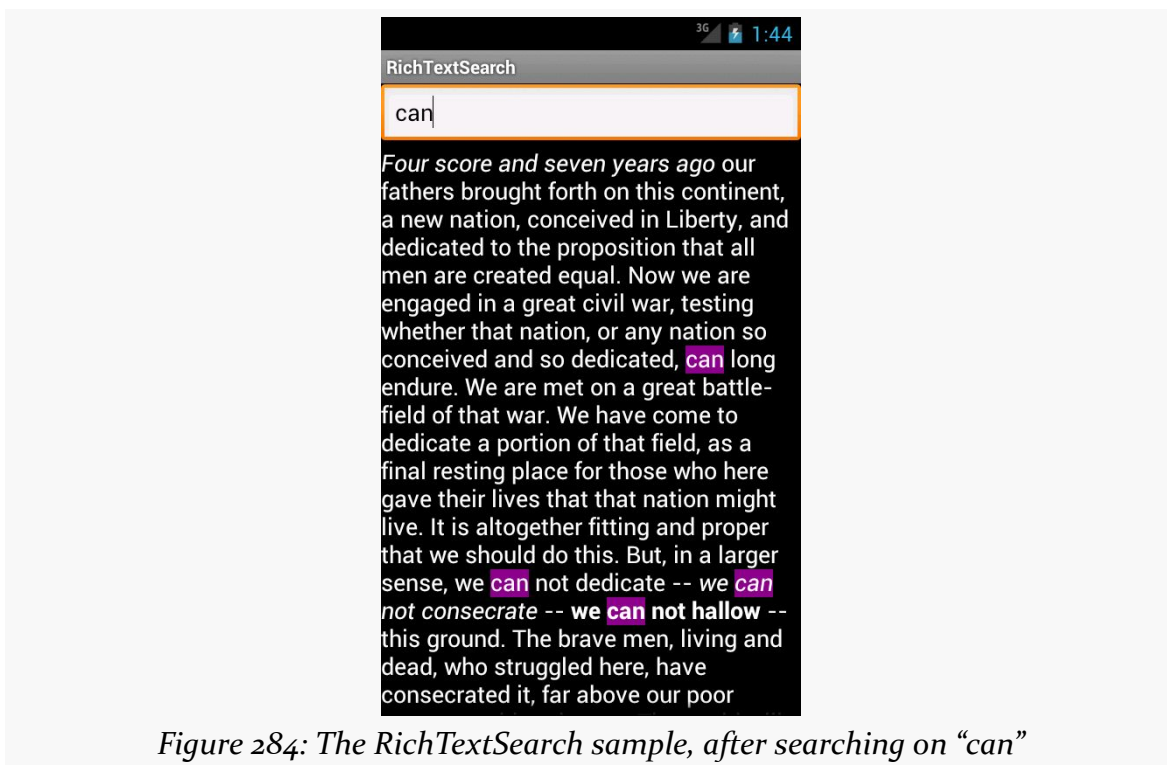 3G 1:44
RichTextSearch
can
Four score and seven years ago our
fathers brought forth on this continent,
a new nation, conceived in Liberty, and
dedicated to the proposition that all
men are created equal. Now we are
engaged in a great civil war, testing
whether that nation, or any nation so
conceived and so dedicated, can long
endure. We are met on a great battle-
field of that war. We have come to
dedicate a portion of that field, as a
final resting place for those who here
gave their lives that that nation might
live. It is altogether fitting and proper
that we should do this. But, in a larger
sense, we can not dedicate -- we can
not consecrate -- we can not hallow --
this ground. The brave men, living and
dead, who struggled here, have
consecrated it, far above our poor
Figure 284: The RichTextSearch sample, after searching on “can”